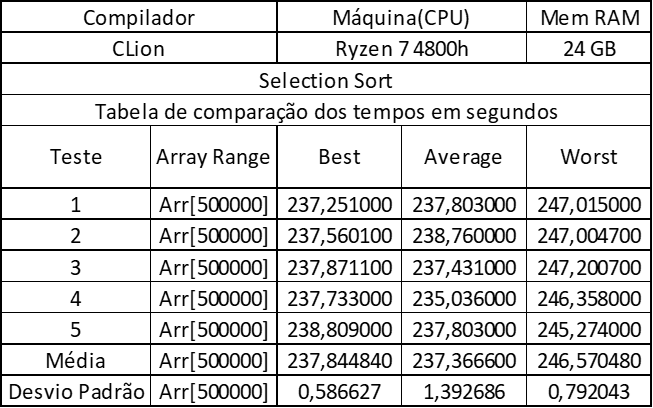 Compilador Máquina(CPU) Mem RAM
CLion Ryzen 7 4800h 24 GB
Selection Sort
Tabela de comparação dos tempos em segundos
Teste Array Range Best Average Worst
1 Arr[500000] 237,251000 237,803000 247,015000
2 Arr[500000] 237,560100 238,760000 247,004700
3 Arr[500000] 237,871100 237,431000 247,200700
4 Arr[500000] 237,733000 235,036000 246,358000
5 Arr[500000] 238,809000 237,803000 245,274000
Média Arr[500000] 237,844840 237,366600 246,570480
Desvio Padrão Arr[500000] 0,586627 1,392686 0,792043